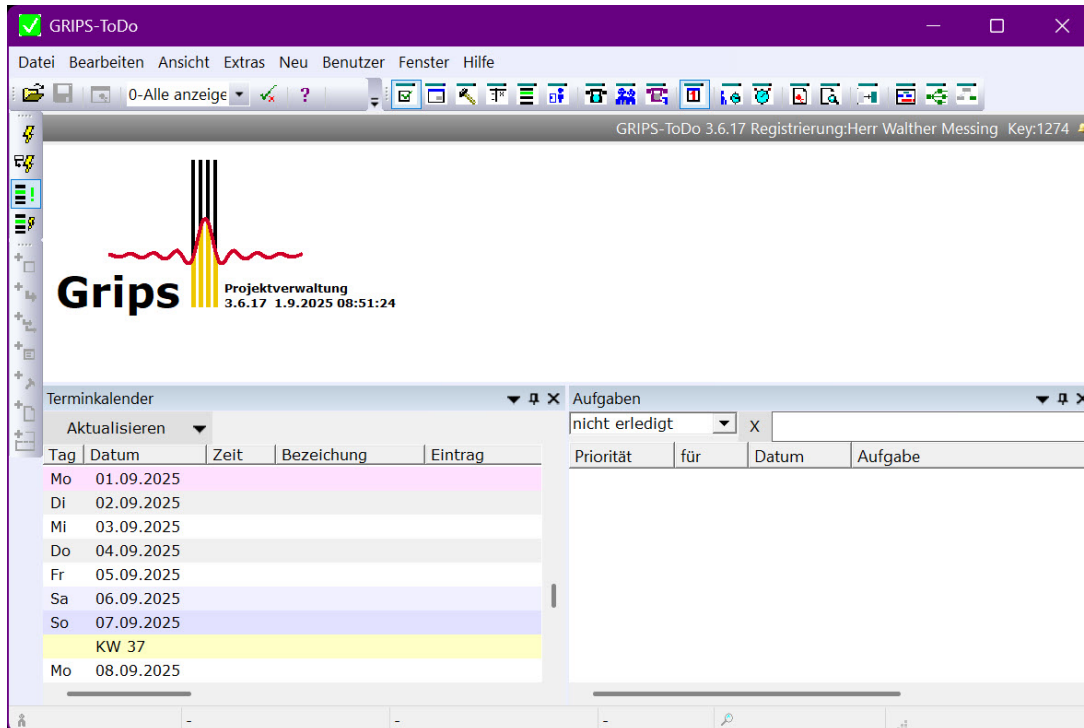 GRIPS-ToDo
Datei Bearbeiten Ansicht Extras Neu Benutzer Fenster Hilfe
0-Alle anzeige
GRIPS-ToDo 3.6.17 Registrierung:Herr Walther Messing Key:1274
Grips
Projektverwaltung
3.6.17 1.9.2025 08:51:24
Terminkalender
Aktualisieren
Tag Datum Zeit Bezeichung Eintrag
Mo 01.09.2025
Di 02.09.2025
Mi 03.09.2025
Do 04.09.2025
Fr 05.09.2025
Sa 06.09.2025
So 07.09.2025
KW 37
Mo 08.09.2025
Aufgaben
nicht erledigt X
Priorität für Datum Aufgabe
- - -